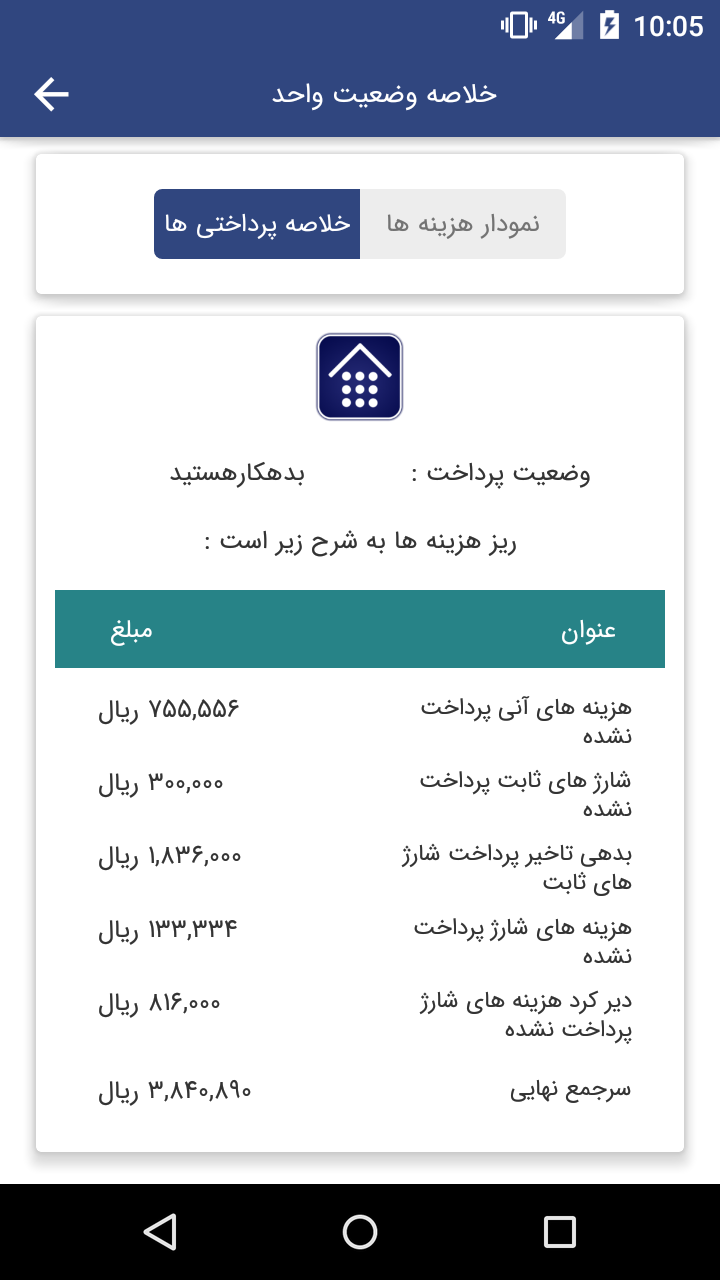 4G 10:05
خلاصه وضعیت واحد
نمودار هزینه ها خلاصه پرداختی ها
وضعیت پرداخت : بدهکارهستید
ریز هزینه ها به شرح زیر است :
عنوان مبلغ
هزینه های آنی پرداخت ۷۵۵,۵۵۶ ریال
نشده
شارژ های ثابت پرداخت ۳۰۰,۰۰۰ ریال
نشده
بدهی تاخیر پرداخت شارژ ۱,۸۳۶,۰۰۰ ریال
های ثابت
هزینه های شارژ پرداخت ۱۳۳,۳۳۴ ریال
نشده
دیر کرد هزینه های شارژ ۸۱۶,۰۰۰ ریال
پرداخت نشده
سرجمع نهایی ۳,۸۴۰,۸۹۰ ریال